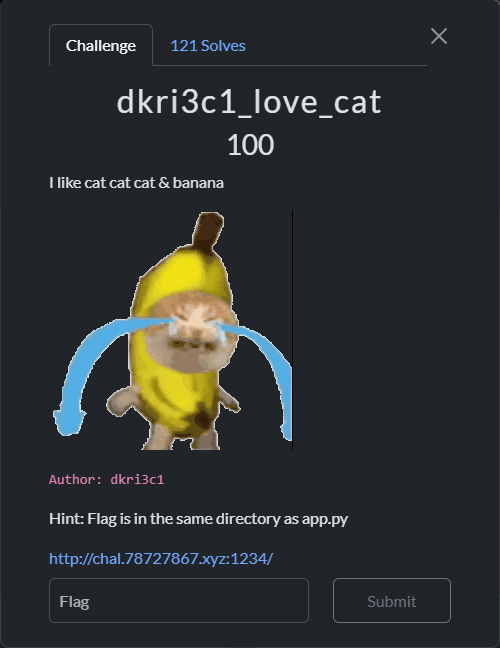 Challenge
121 Solves
dkri3c1_love_cat
100
I like cat cat cat & banana
Author: dkri3c1
Hint: Flag is in the same directory as app.py
http://chal.78727867.xyz:1234/
Flag
Submit